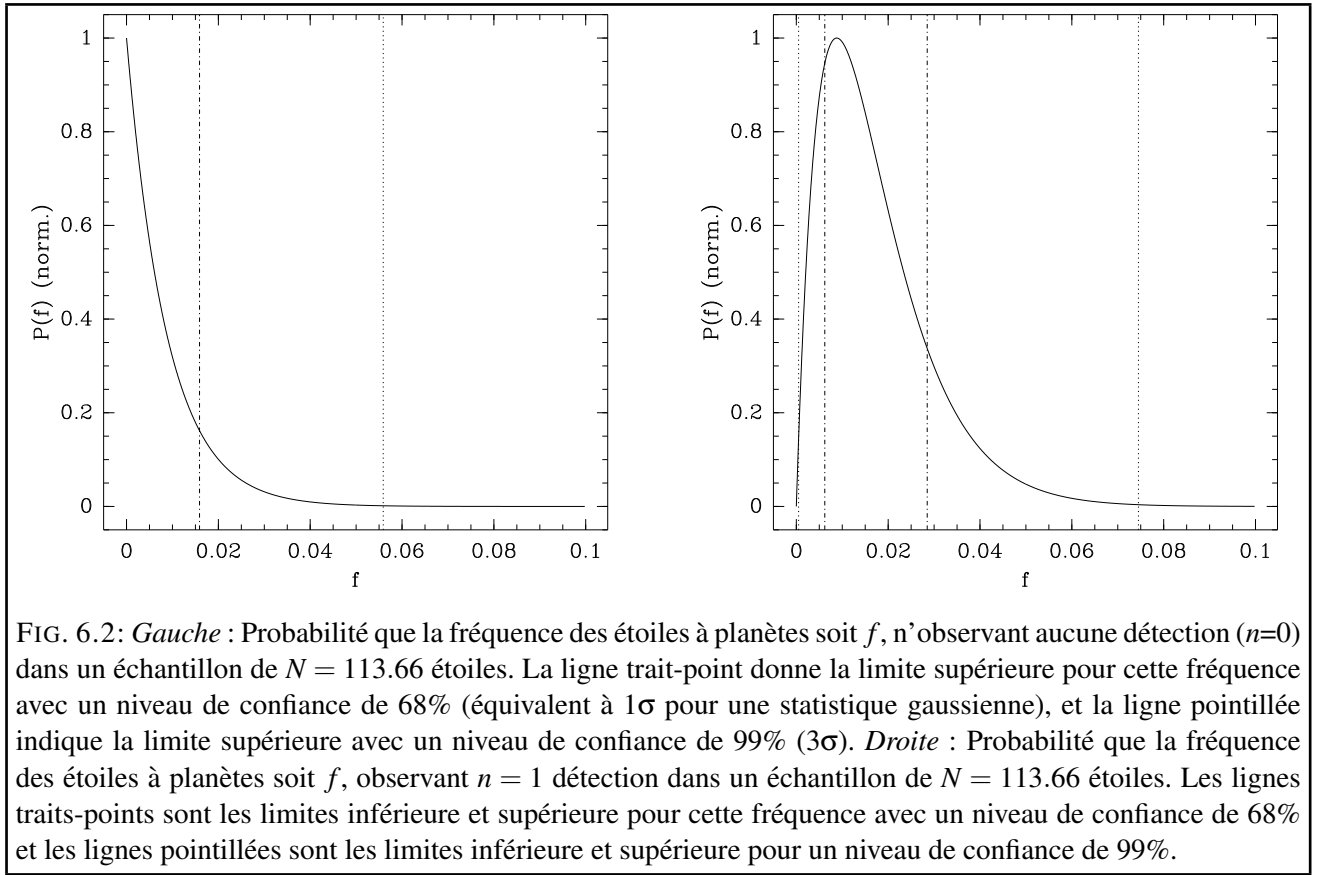 1
0.8
0.6
0.4
0.2
0
P(f) (norm.)
0 0.02 0.04 0.06 0.08 0.1
f
1
0.8
0.6
0.4
0.2
0
P(f) (norm.)
0 0.02 0.04 0.06 0.08 0.1
f
FIG. 6.2: Gauche : Probabilité que la fréquence des étoiles à planètes soit f, n'observant aucune détection (n=0)
dans un échantillon de N = 113.66 étoiles. La ligne trait-point donne la limite supérieure pour cette fréquence
avec un niveau de confiance de 68% (équivalent à 1σ pour une statistique gaussienne), et la ligne pointillée
indique la limite supérieure avec un niveau de confiance de 99% (3σ). Droite : Probabilité que la fréquence
des étoiles à planètes soit f, observant n = 1 détection dans un échantillon de N = 113.66 étoiles. Les lignes
traits-points sont les limites inférieure et supérieure pour cette fréquence avec un niveau de confiance de 68%
et les lignes pointillées sont les limites inférieure et supérieure pour un niveau de confiance de 99%.